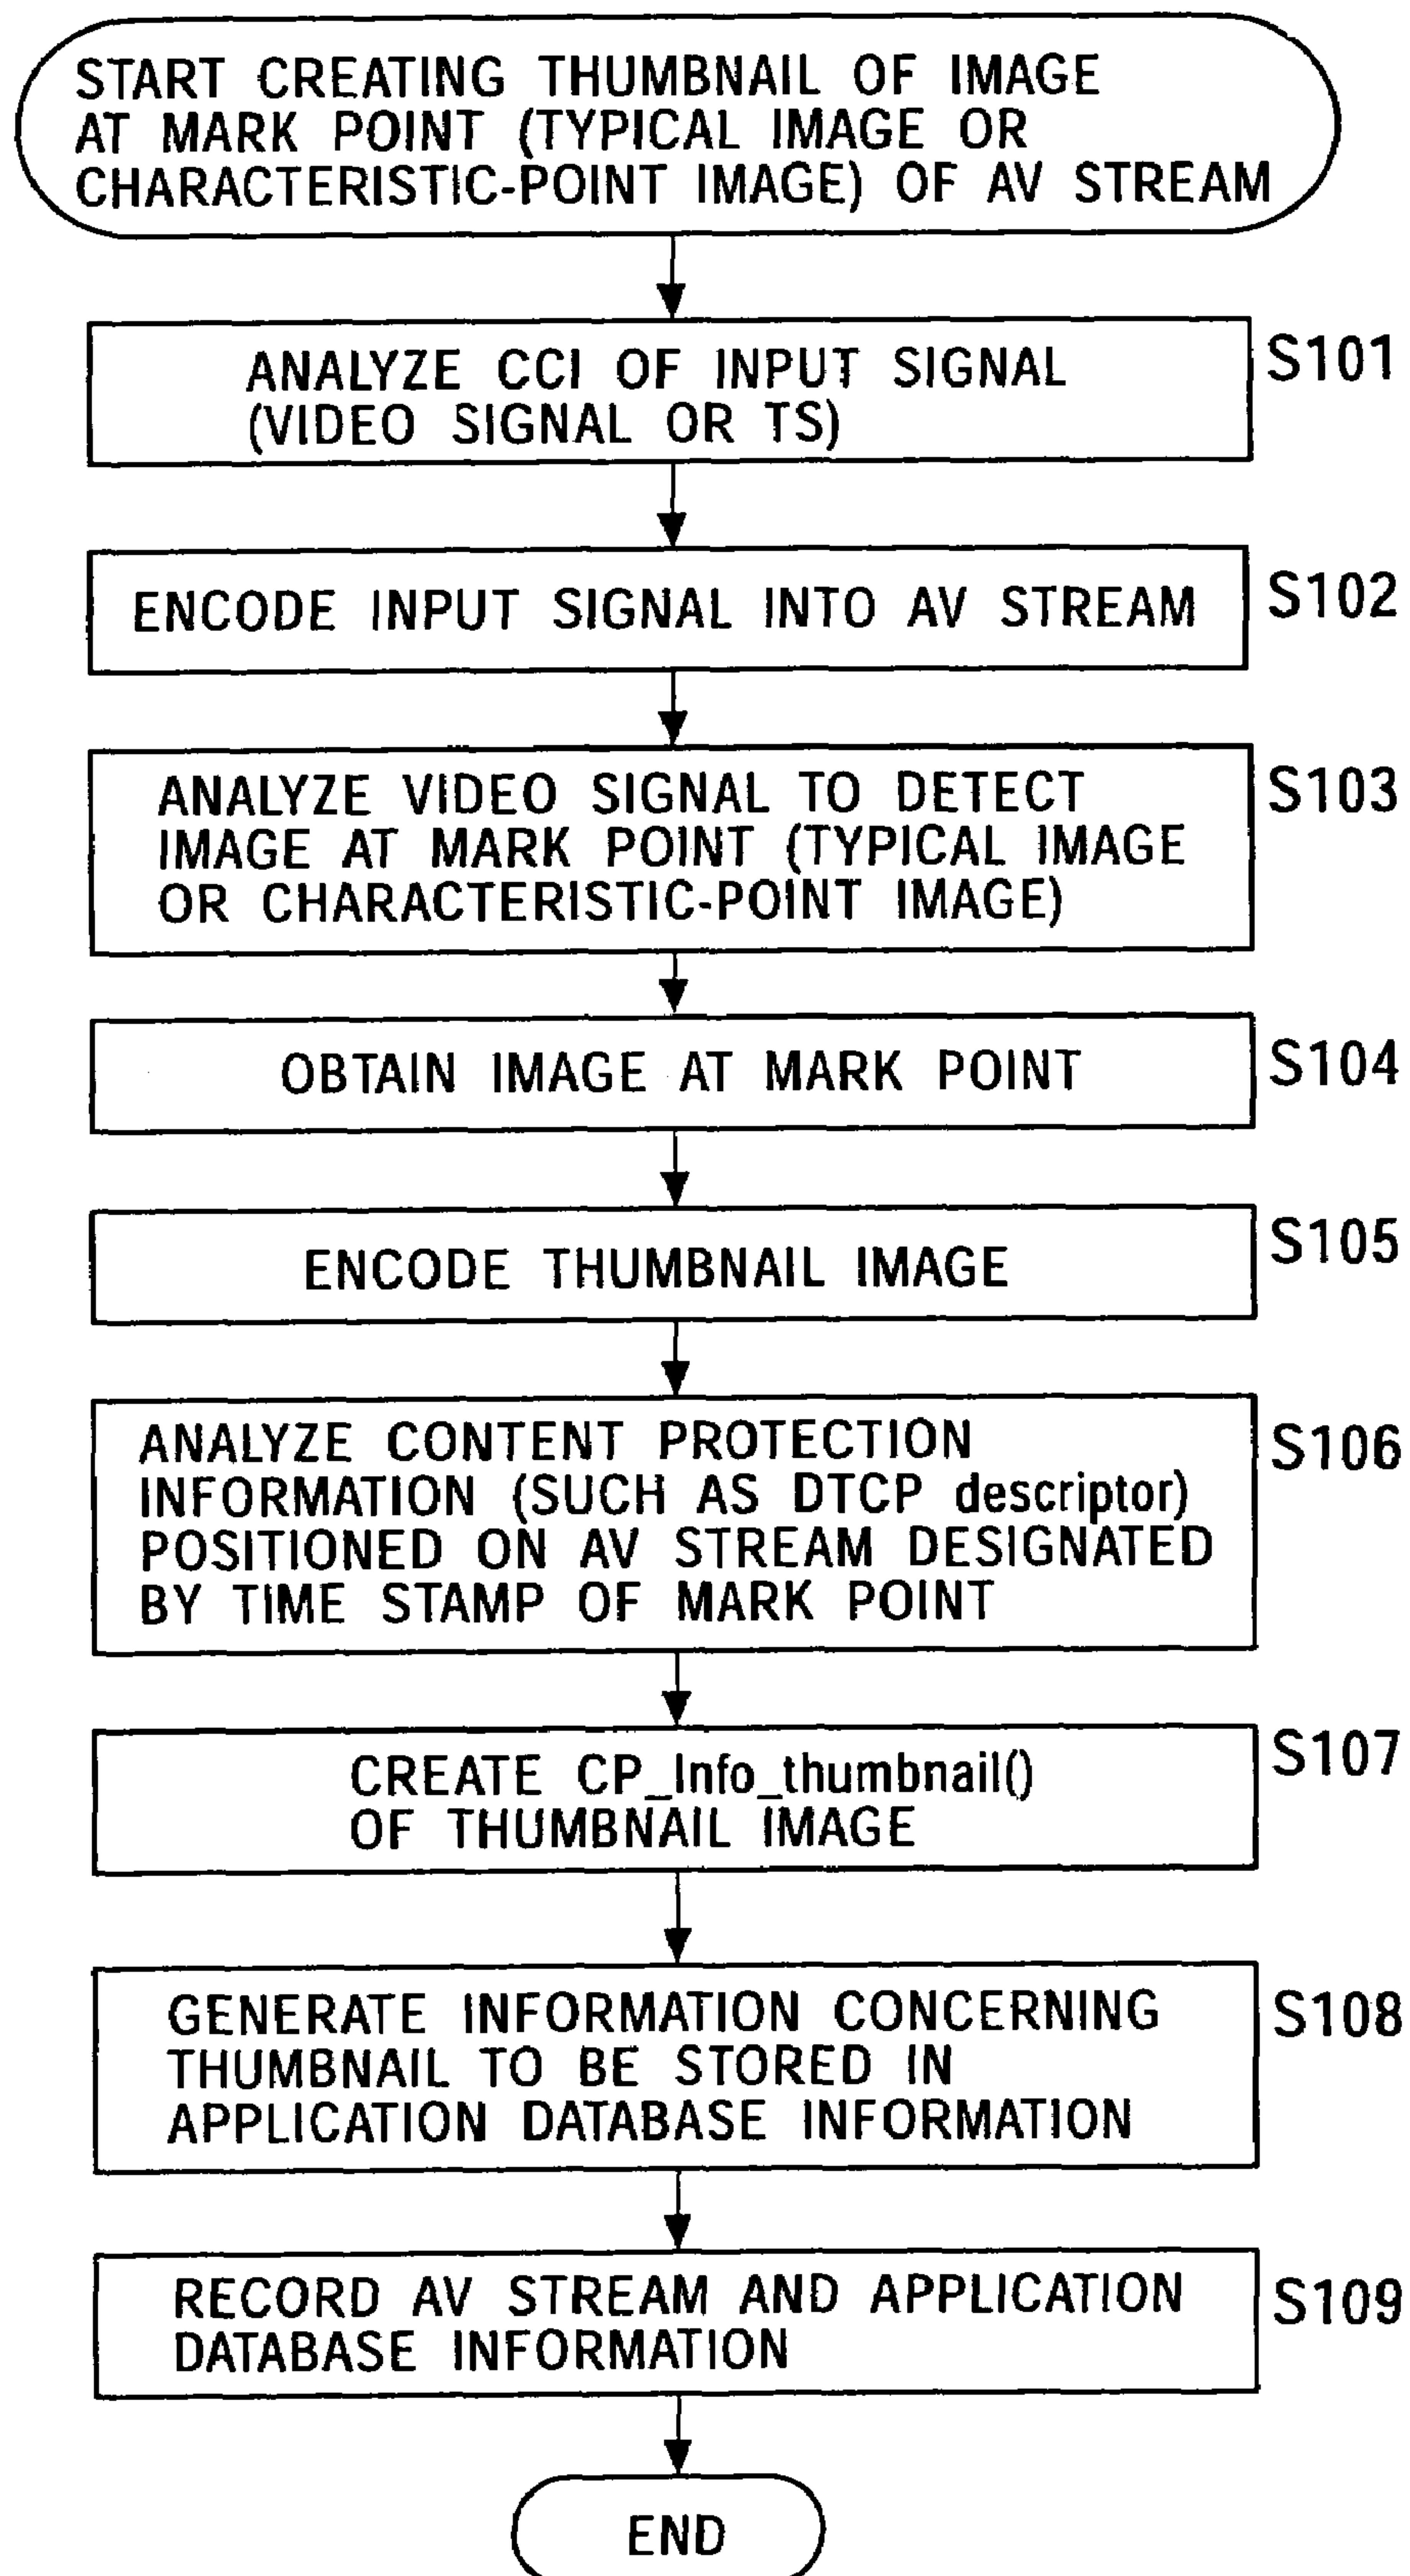 START CREATING THUMBNAIL OF IMAGE
AT MARK POINT (TYPICAL IMAGE OR
CHARACTERISTIC-POINT IMAGE) OF AV STREAM
ANALYZE CCI OF INPUT SIGNAL
(VIDEO SIGNAL OR TS)
S101
ENCODE INPUT SIGNAL INTO AV STREAM
S102
ANALYZE VIDEO SIGNAL TO DETECT
IMAGE AT MARK POINT (TYPICAL IMAGE
OR CHARACTERISTIC-POINT IMAGE)
S103
OBTAIN IMAGE AT MARK POINT
S104
ENCODE THUMBNAIL IMAGE
S105
ANALYZE CONTENT PROTECTION
INFORMATION (SUCH AS DTCP descriptor)
POSITIONED ON AV STREAM DESIGNATED
BY TIME STAMP OF MARK POINT
S106
CREATE CP_Info_thumbnail()
OF THUMBNAIL IMAGE
S107
GENERATE INFORMATION CONCERNING
THUMBNAIL TO BE STORED IN
APPLICATION DATABASE INFORMATION
S108
RECORD AV STREAM AND APPLICATION
DATABASE INFORMATION
S109
END